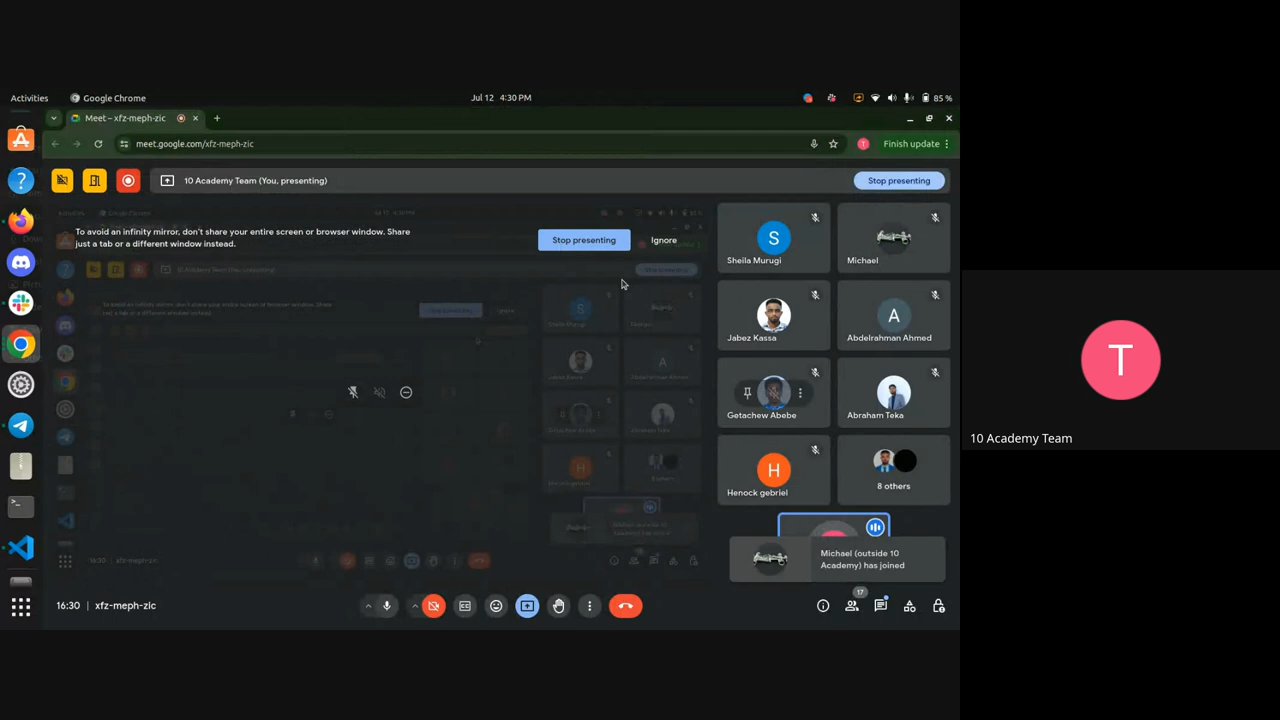 Activities
Google Chrome
Jul 12 4:30 PM
85 %
Meet – xfz-meph-zic
meet.google.com/xfz-meph-zic
Finish update
10 Academy Team (You, presenting)
Stop presenting
To avoid an infinity mirror, don't share your entire screen or browser window. Share
just a tab or a different window instead.
Stop presenting
Ignore
S
Sheila Murugi
Michael
Jabez Kassa
A
Abdelrahman Ahmed
Getachew Abebe
Abraham Teka
H
Henock gebriel
8 others
Michael (outside 10
Academy) has joined
16:30
xfz-meph-zic
17
T
10 Academy Team